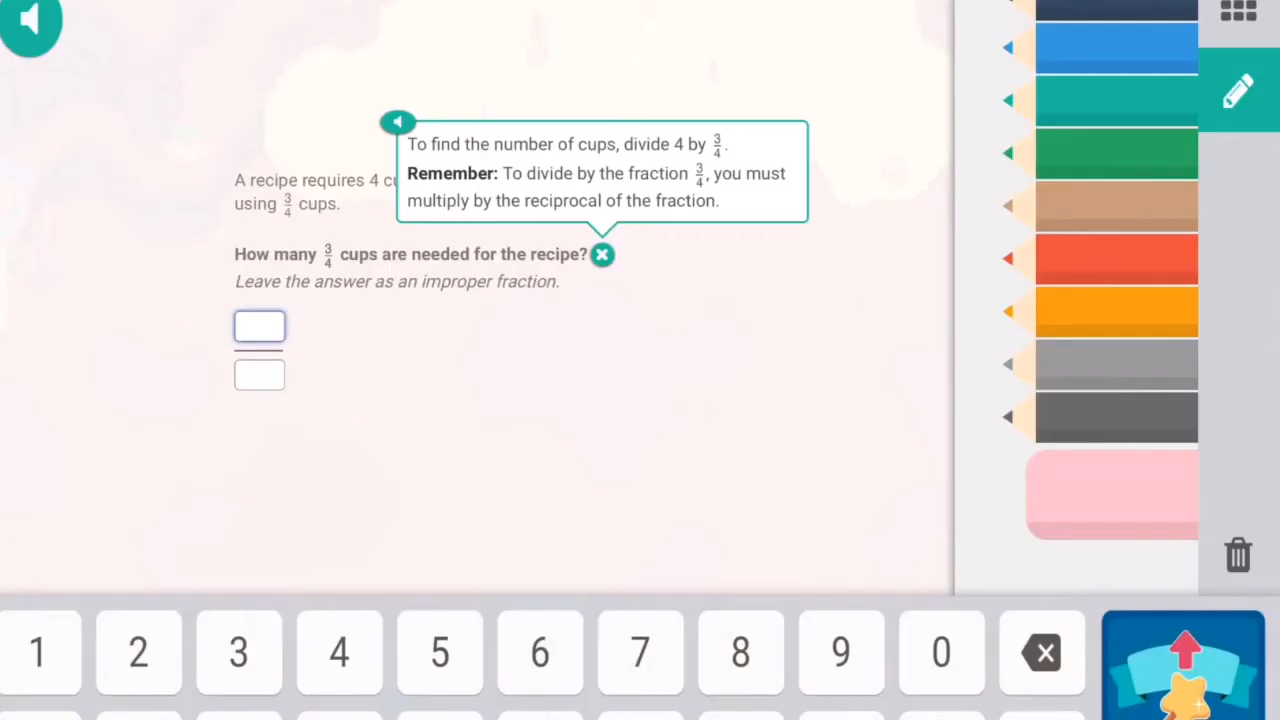 To find the number of cups, divide 4 by 3/4.
Remember: To divide by the fraction 3/4, you must
multiply by the reciprocal of the fraction.
A recipe requires 4
using 3/4 cups.
How many 3/4 cups are needed for the recipe?
Leave the answer as an improper fraction.
1 2 3 4 5 6 7 8 9 0